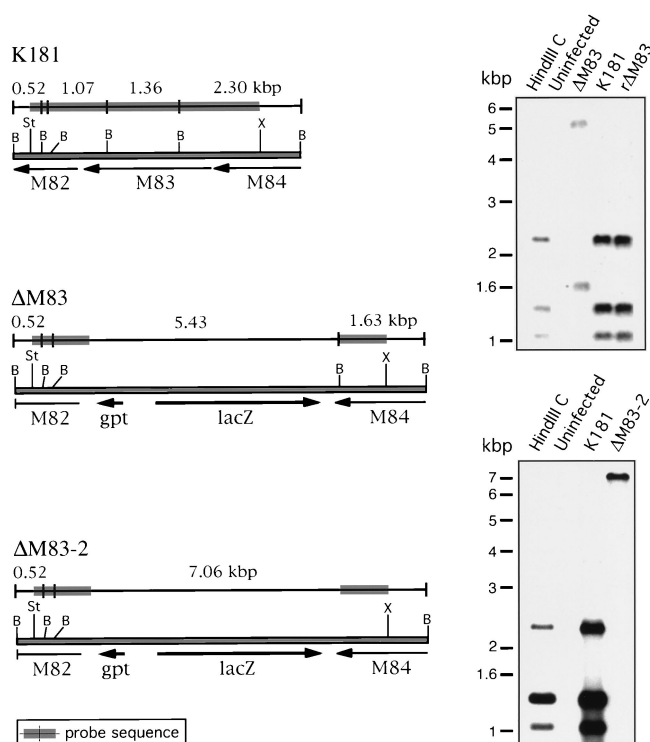 K181
0.52 1.07 1.36 2.30 kbp
St X
B B B B B B
M82 M83 M84
ΔM83
0.52 5.43 1.63 kbp
St X
B B B B B
M82 gpt lacZ M84
ΔM83-2
0.52 7.06 kbp
St X
B B B B
M82 gpt lacZ M84
probe sequence
kbp HindIII C Uninfected ΔM83 K181 rΔM83
6
5
4
3
2
1.6
1
kbp HindIII C Uninfected K181 ΔM83-2
7
6
5
4
3
2
1.6
1